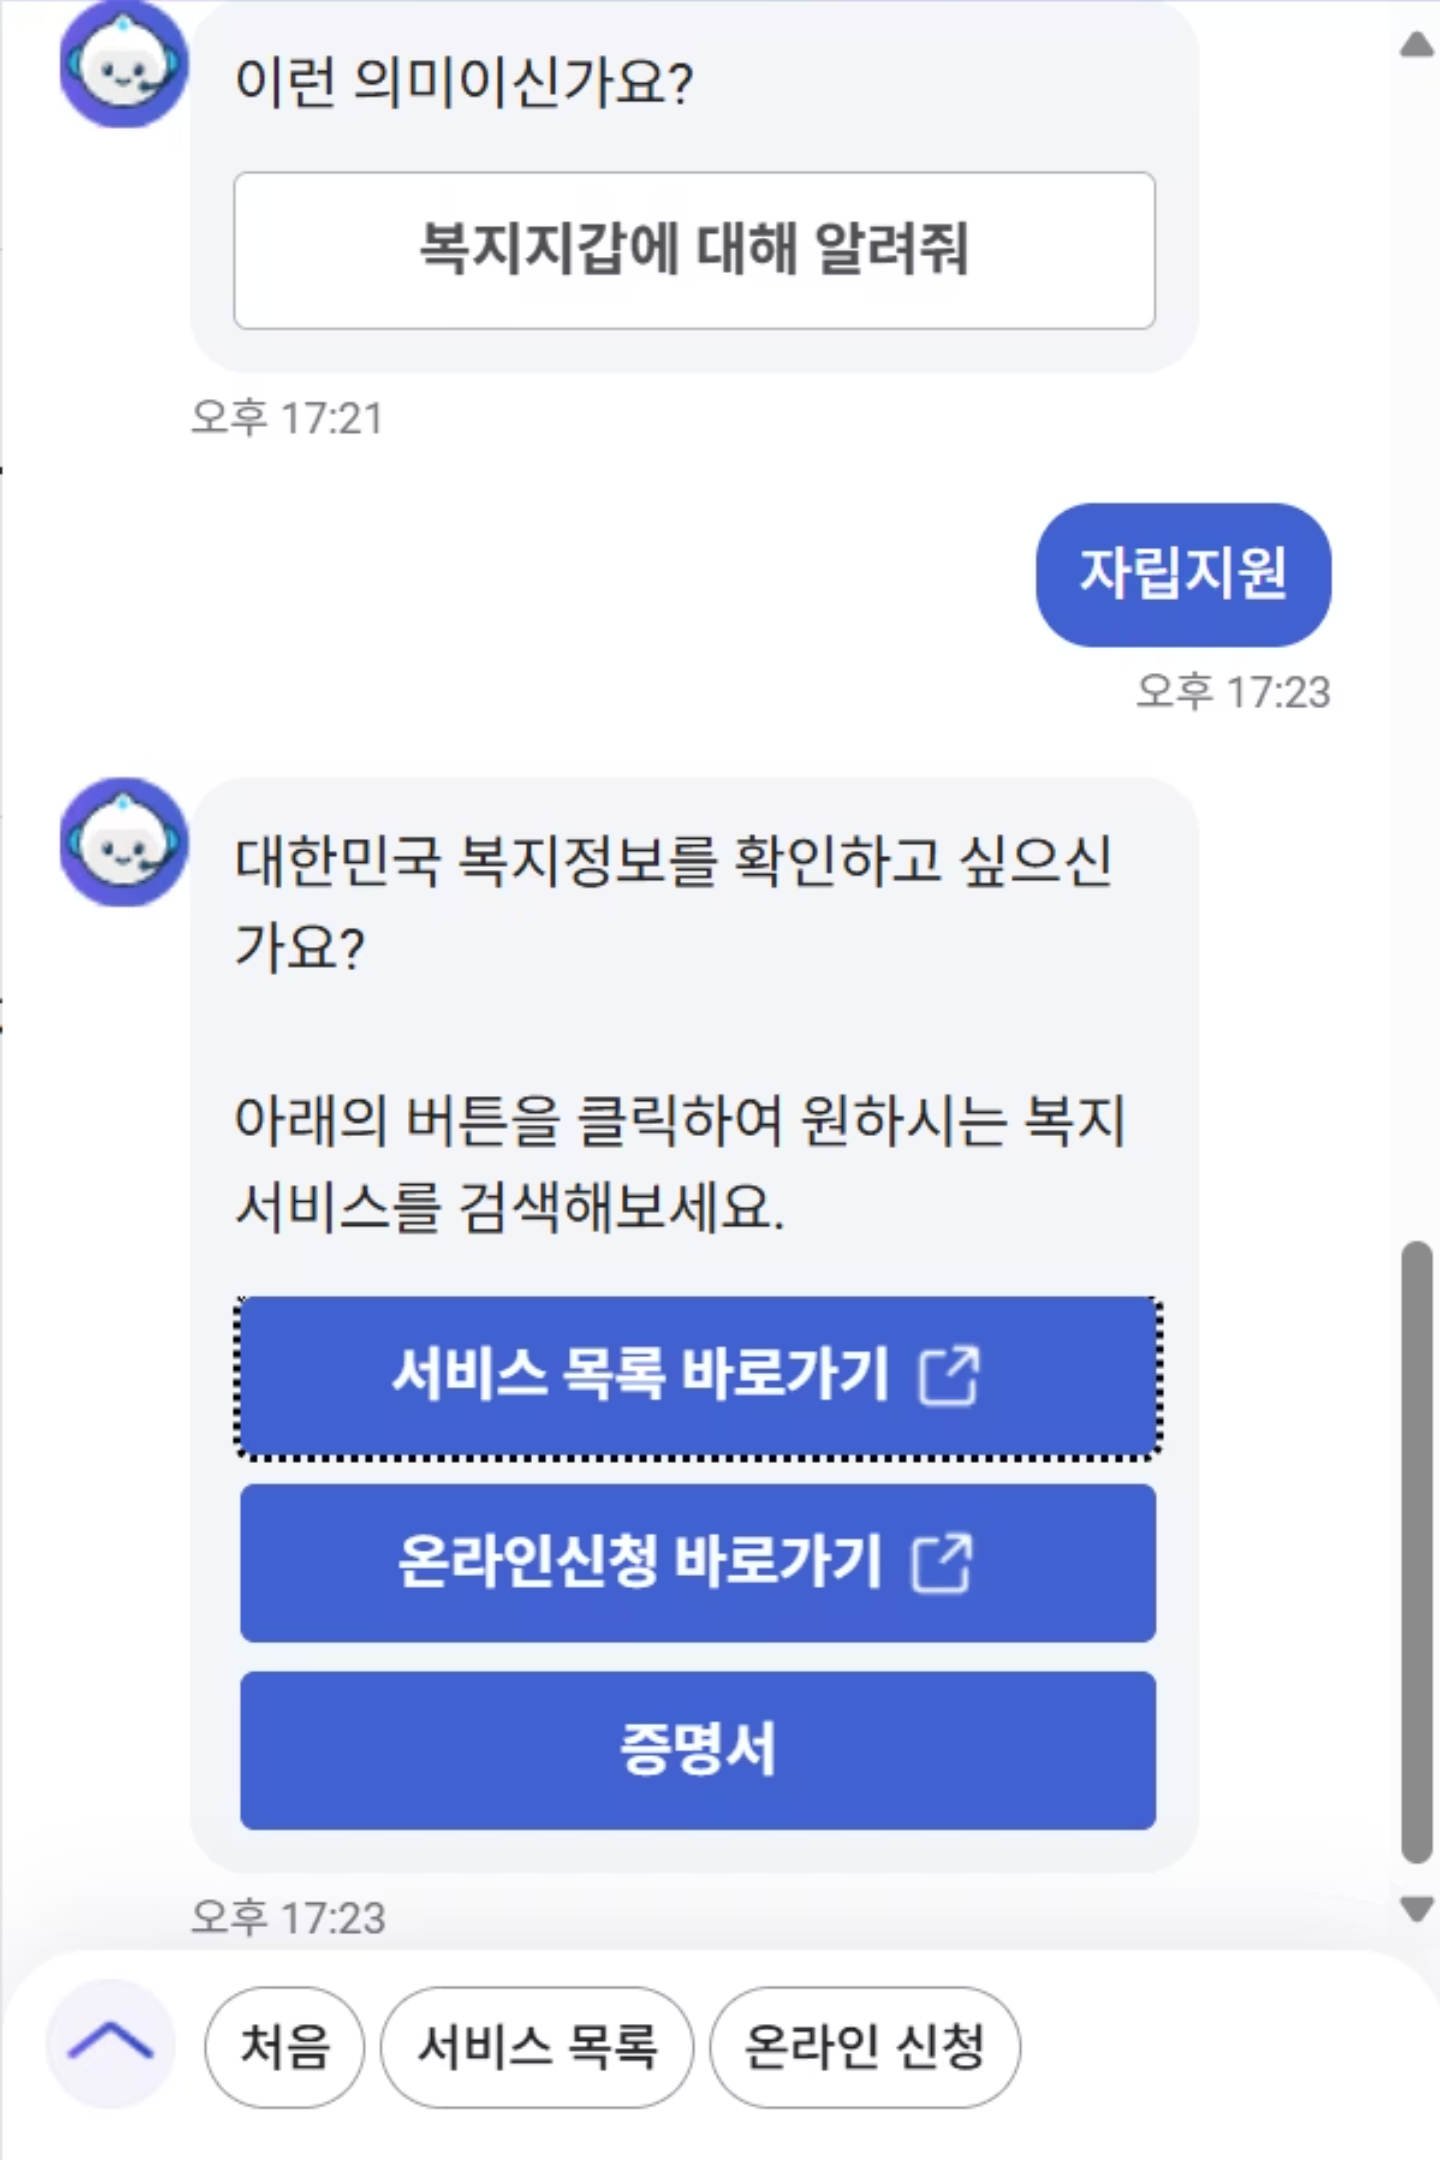 이런 의미이신가요?
복지지갑에 대해 알려줘
오후 17:21
자립지원
오후 17:23
대한민국 복지정보를 확인하고 싶으신
가요?
아래의 버튼을 클릭하여 원하시는 복지
서비스를 검색해보세요.
서비스 목록 바로가기
온라인신청 바로가기
증명서
오후 17:23
처음 서비스 목록 온라인 신청